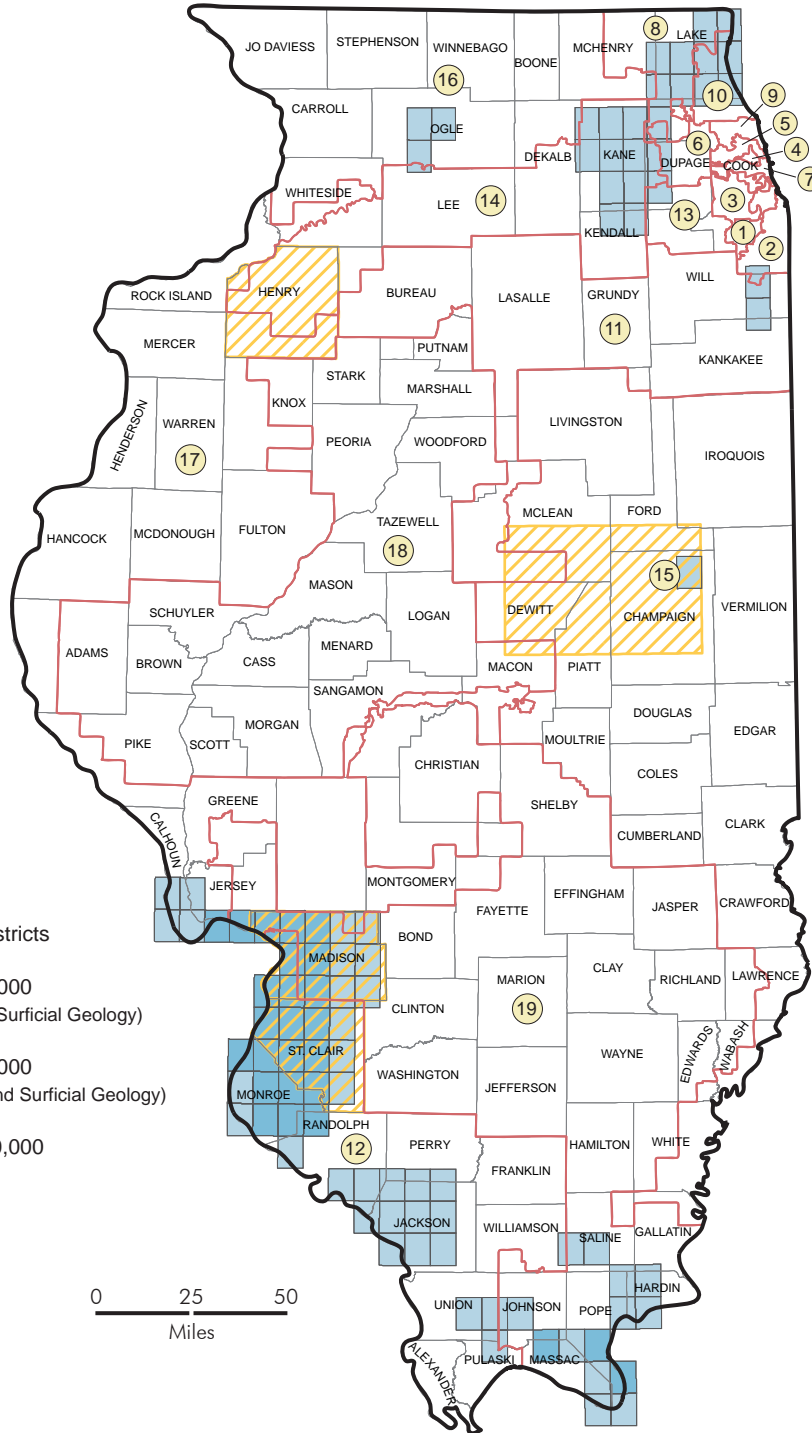 JO DAVIESS
STEPHENSON
WINNEBAGO
BOONE
MCHENRY
8
LAKE
16
CARROLL
OGLE
DEKALB
KANE
DUPAGE
COOK
10
9
5
4
7
6
3
1
2
13
WHITESIDE
LEE
14
KENDALL
WILL
ROCK ISLAND
HENRY
BUREAU
LASALLE
GRUNDY
11
MERCER
PUTNAM
KANKAKEE
STARK
MARSHALL
HENDERSON
WARREN
17
KNOX
PEORIA
WOODFORD
LIVINGSTON
IROQUOIS
HANCOCK
MCDONOUGH
FULTON
TAZEWELL
18
MCLEAN
FORD
15
MASON
LOGAN
DEWITT
CHAMPAIGN
VERMILION
SCHUYLER
ADAMS
BROWN
CASS
MENARD
MACON
PIATT
SANGAMON
PIKE
SCOTT
MORGAN
CHRISTIAN
MOULTRIE
DOUGLAS
EDGAR
COLES
SHELBY
GREENE
CALHOUN
CUMBERLAND
CLARK
JERSEY
MONTGOMERY
FAYETTE
EFFINGHAM
JASPER
CRAWFORD
stricts
MADISON
BOND
CLAY
MARION
19
RICHLAND
LAWRENCE
000
Surficial Geology)
CLINTON
ST. CLAIR
WASHINGTON
WAYNE
EDWARDS
WABASH
000
nd Surficial Geology)
MONROE
JEFFERSON
RANDOLPH
12
PERRY
HAMILTON
WHITE
0,000
FRANKLIN
JACKSON
WILLIAMSON
SALINE
GALLATIN
HARDIN
UNION
JOHNSON
POPE
0 25 50
Miles
ALEXANDER
PULASKI
MASSAC